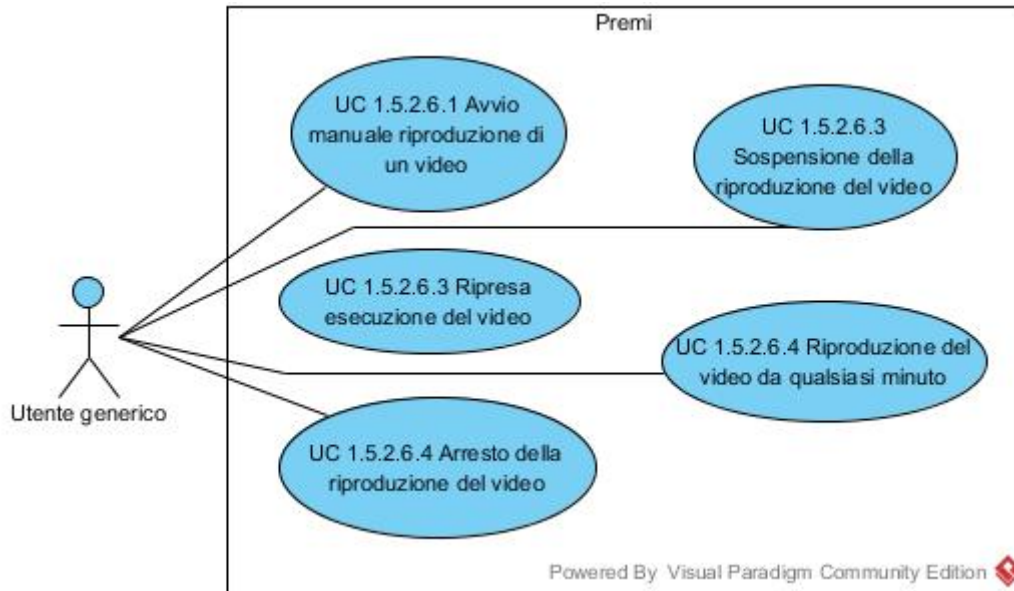 Premi
UC 1.5.2.6.1 Avvio
manuale riproduzione di
un video
UC 1.5.2.6.3
Sospensione della
riproduzione del video
UC 1.5.2.6.3 Ripresa
esecuzione del video
UC 1.5.2.6.4 Riproduzione del
video da qualsiasi minuto
Utente generico
UC 1.5.2.6.4 Arresto della
riproduzione del video
Powered By Visual Paradigm Community Edition